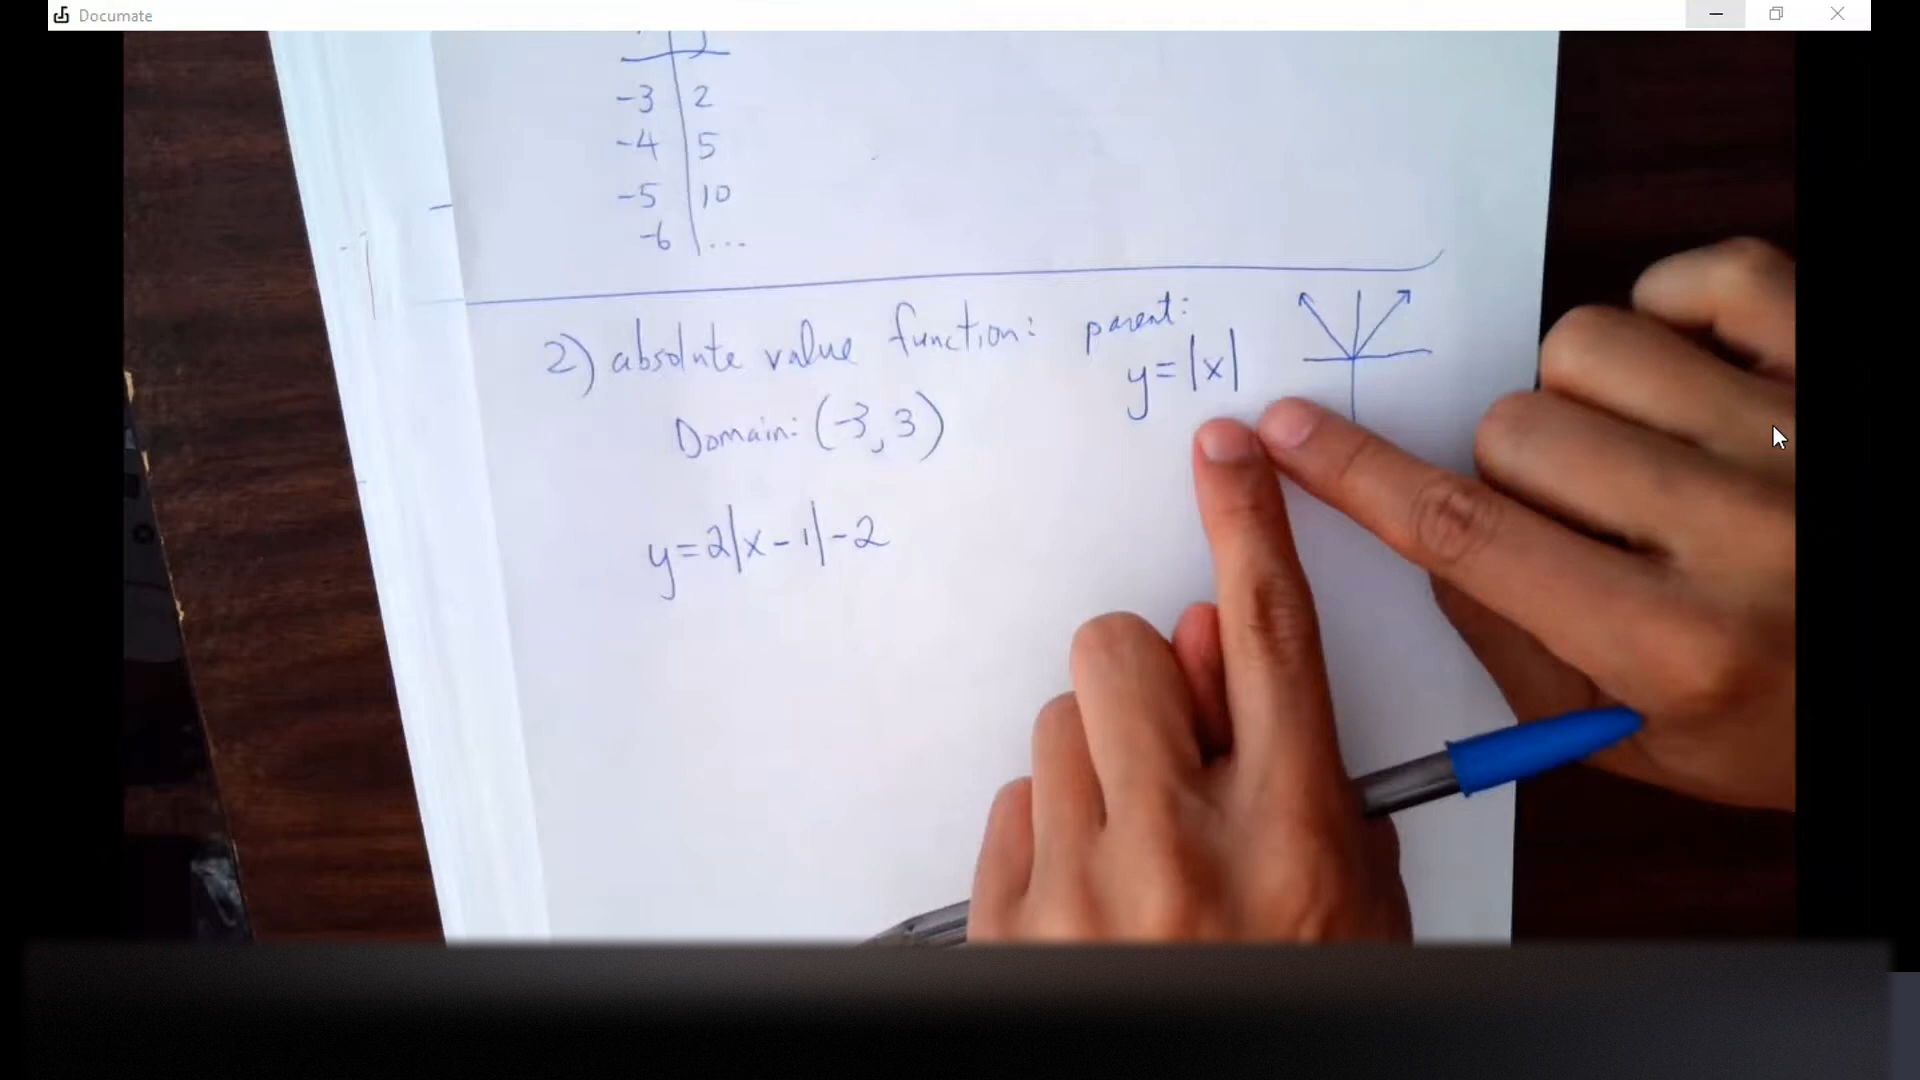 Documate
-3 2
-4 5
-5 10
-6 ...
2) absolute value function: parent:
y=|x|
Domain: (-3, 3)
y=2|x-1|-2